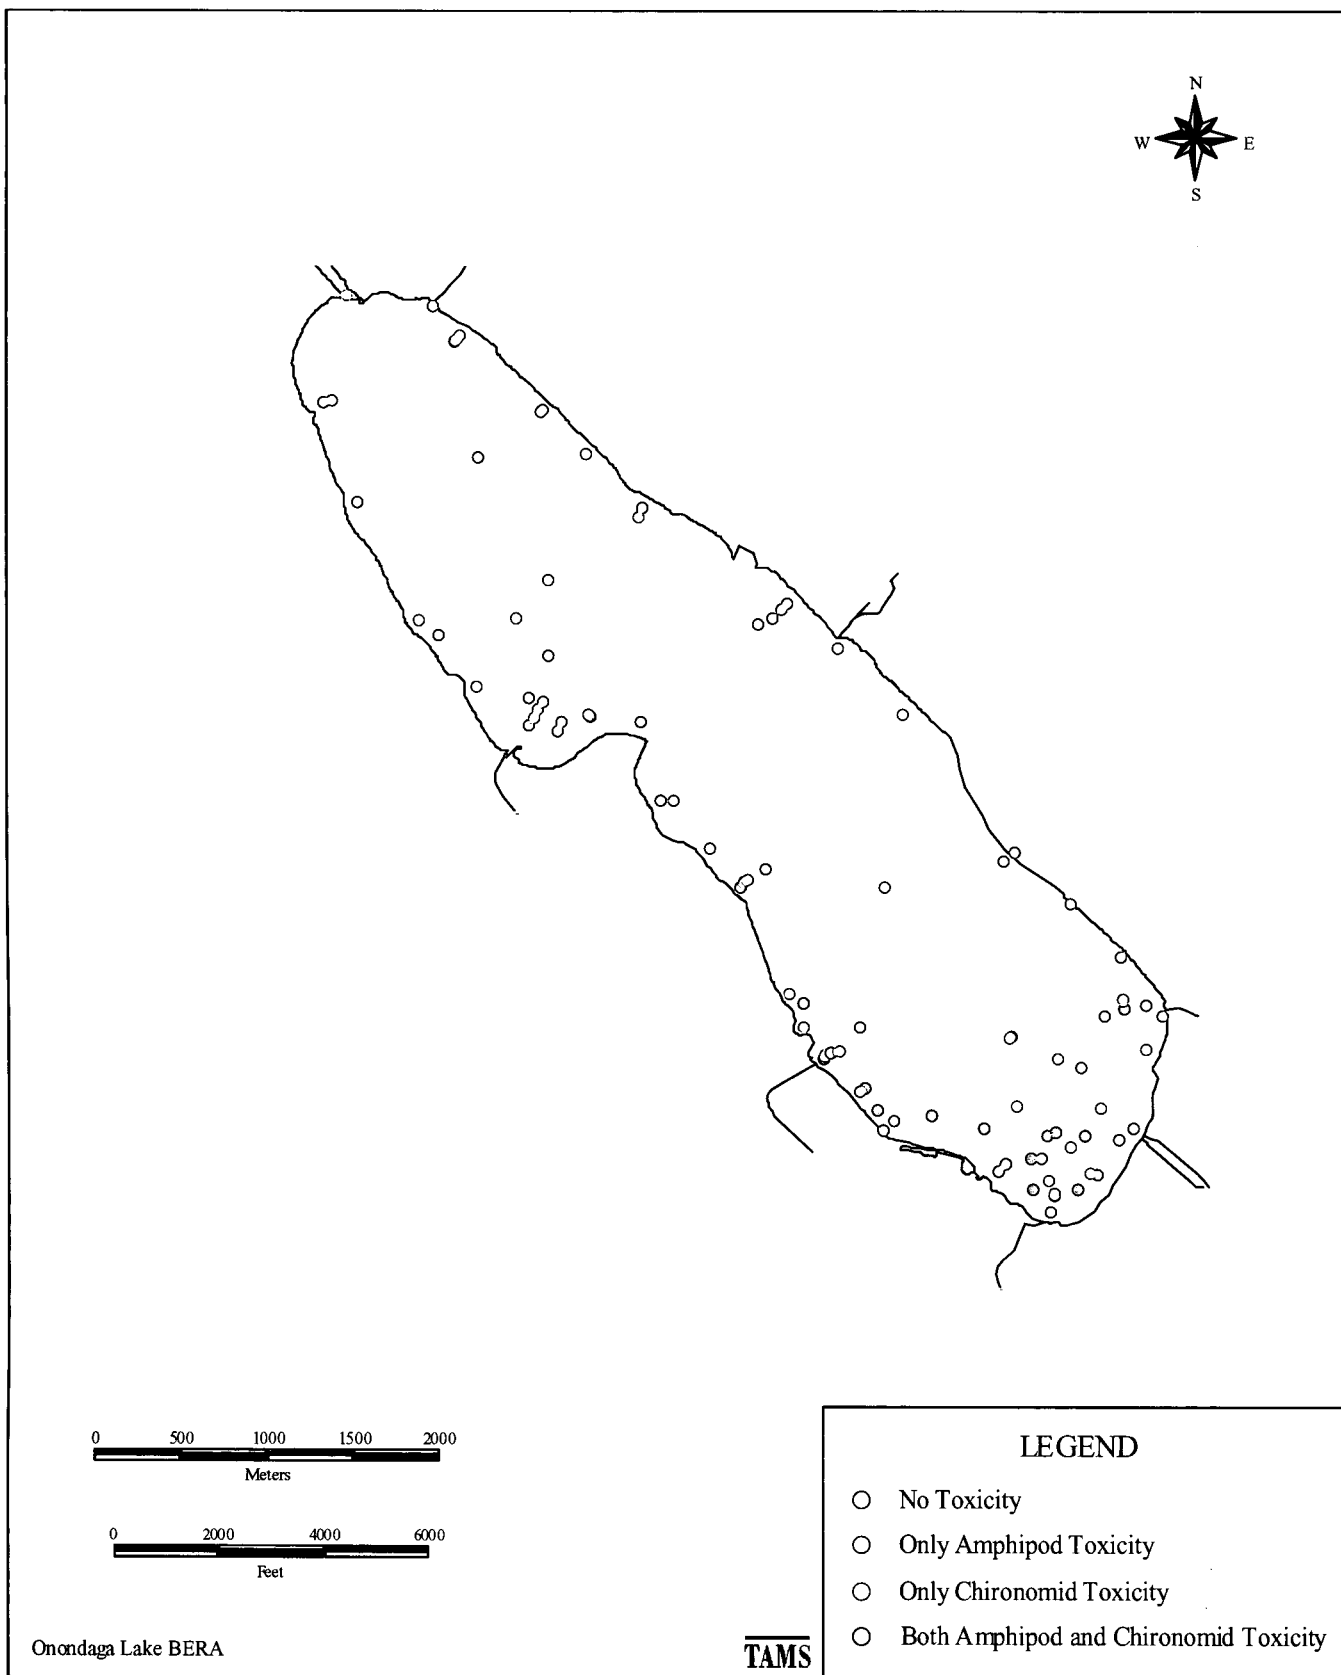 N
W E
S
0 500 1000 1500 2000
Meters
0 2000 4000 6000
Feet
Onondaga Lake BERA
TAMS
LEGEND
No Toxicity
Only Amphipod Toxicity
Only Chironomid Toxicity
Both Amphipod and Chironomid Toxicity